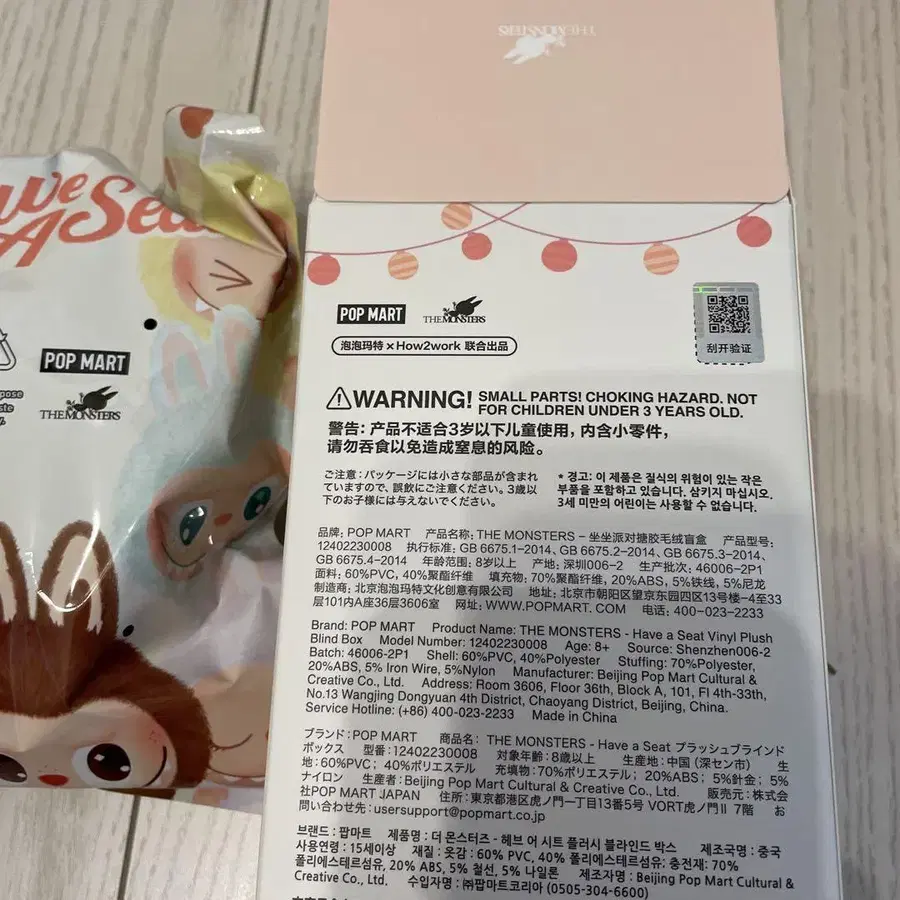 THE MONSTERS
we
A Sea
POP MART
THE MONSTERS
POP MART
THE MONSTERS
泡泡玛特 × How2work 联合出品
刮开验证
WARNING! SMALL PARTS! CHOKING HAZARD. NOT
FOR CHILDREN UNDER 3 YEARS OLD.
警告: 产品不适合3岁以下儿童使用，内含小零件，
请勿吞食以免造成窒息的风险。
ご注意：パッケージには小さな部品が含まれ
ていますので、誤飲にご注意ください。3歳以
下のお子様には与えないでください。
* 경고: 이 제품은 질식의 위험이 있는 작은
부품을 포함하고 있습니다. 삼키지 마십시오.
3세 미만의 어린이는 사용할 수 없습니다.
品牌: POP MART 产品名称: THE MONSTERS - 坐坐派对搪胶毛绒盲盒 产品型号:
12402230008 执行标准: GB 6675.1-2014、GB 6675.2-2014、GB 6675.3-2014、
GB 6675.4-2014 年龄范围: 8岁以上 产地: 深圳006-2 生产批次: 46006-2P1
面料: 60%PVC, 40%聚酯纤维 填充物: 70%聚酯纤维, 20%ABS, 5%铁线, 5%尼龙
制造商: 北京泡泡玛特文化创意有限公司 地址: 北京市朝阳区望京东园四区13号楼-4至33
层101内A座36层3606室 网址: WWW.POPMART.COM 电话: 400-023-2233
Brand: POP MART Product Name: THE MONSTERS - Have a Seat Vinyl Plush
Blind Box Model Number: 12402230008 Age: 8+ Source: Shenzhen006-2
Batch: 46006-2P1 Shell: 60%PVC, 40%Polyester Stuffing: 70%Polyester,
20%ABS, 5% Iron Wire, 5%Nylon Manufacturer: Beijing Pop Mart Cultural &
Creative Co., Ltd. Address: Room 3606, Floor 36th, Block A, 101, Fl 4th-33th,
No.13 Wangjing Dongyuan 4th District, Chaoyang District, Beijing, China.
Service Hotline: (+86) 400-023-2233 Made in China
ブランド：POP MART 商品名： THE MONSTERS - Have a Seat プラッシュブラインド
ボックス 型番：12402230008 対象年齢：8歳以上 生産地：中国（深セン市） 生
地：60%PVC；40%ポリエステル 充填物：70%ポリエステル；20%ABS；5%針金；5%
ナイロン 生産者：Beijing Pop Mart Cultural & Creative Co., Ltd. 販売元：株式会
社POP MART JAPAN 住所：東京都港区虎ノ門一丁目13番5号 VORT虎ノ門II 7階 お
問い合わせ先：usersupport@popmart.co.jp
브랜드 : 팝마트 제품명 : 더 몬스터즈 - 헤브 어 시트 플러시 블라인드 박스 제조국명 : 중국
사용연령 : 15세이상 재질 : 옷감 : 60% PVC, 40% 폴리에스테르섬유; 충전재: 70%
폴리에스테르섬유, 20% ABS, 5% 철선, 5% 나일론 제조자명 : Beijing Pop Mart Cultural &
Creative Co., Ltd. 수입자명 : ㈜팝마트코리아 (0505-304-6600)